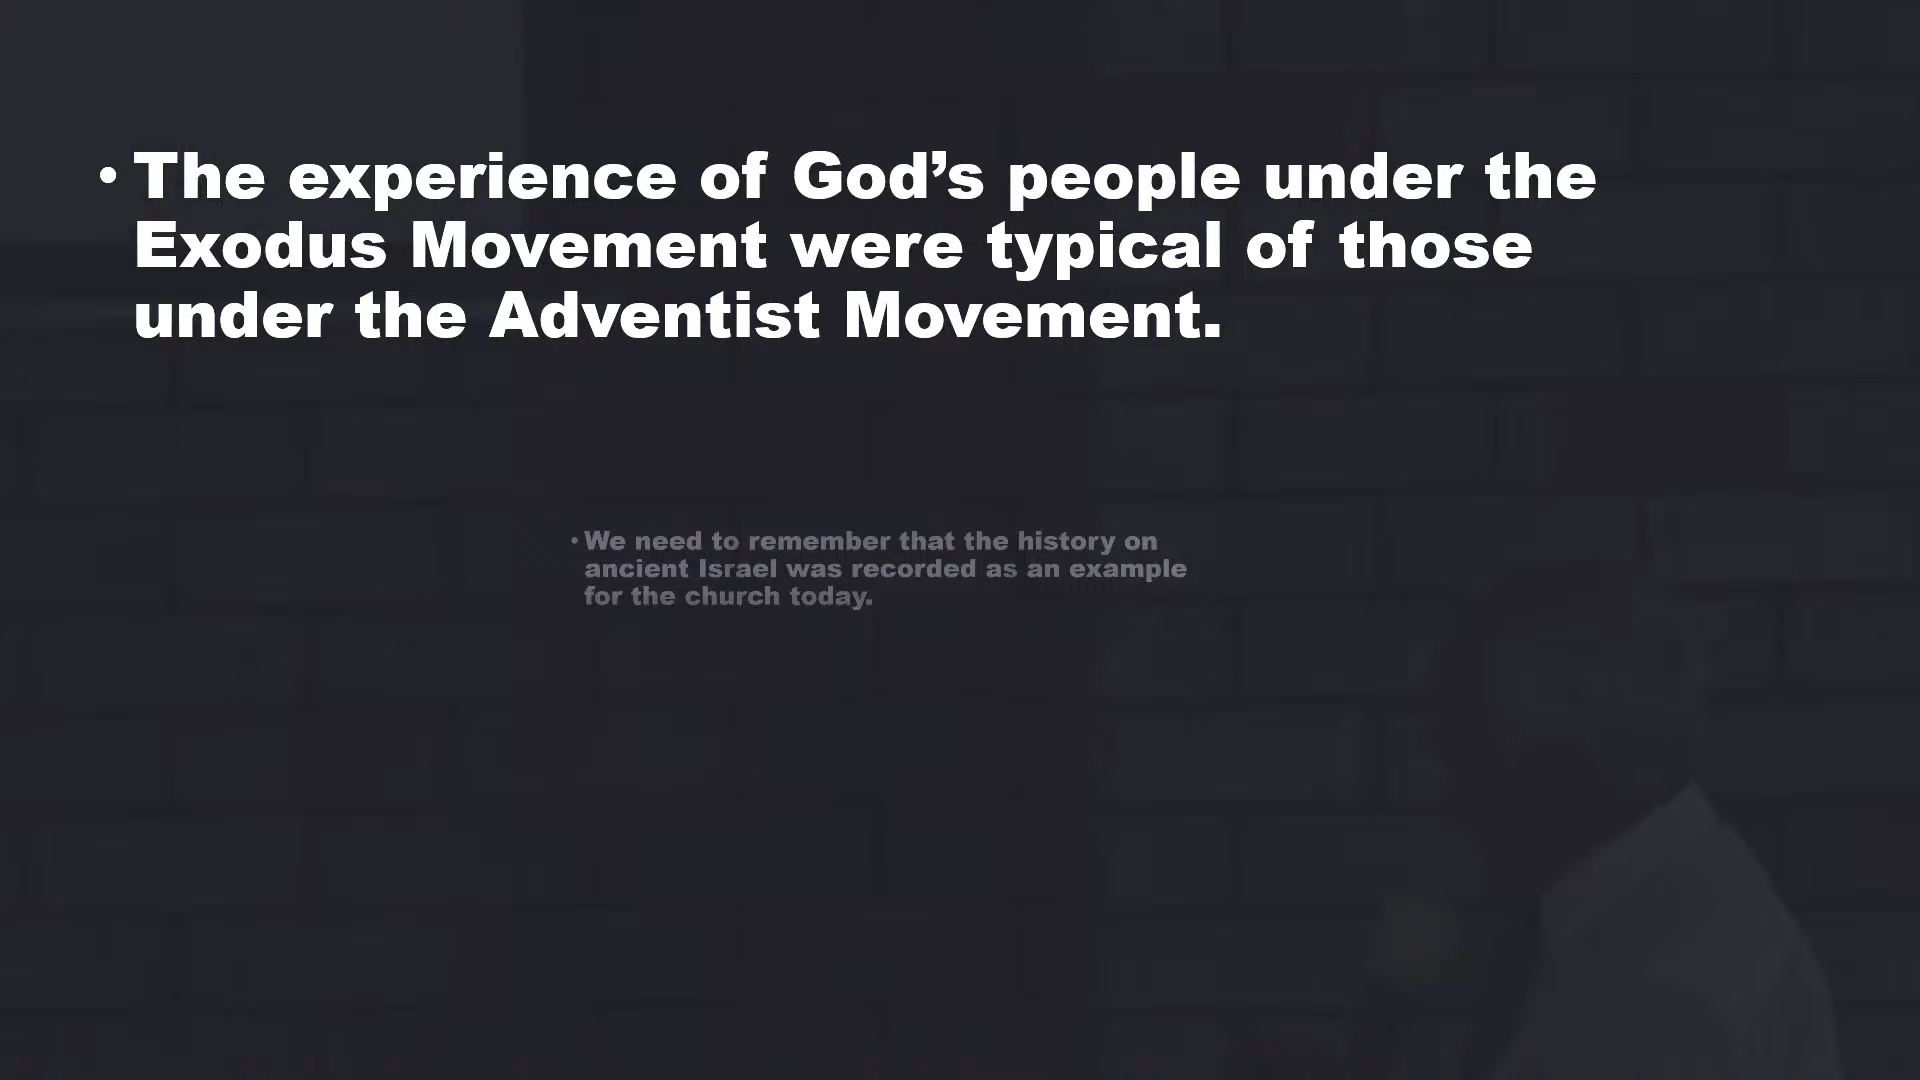 • The experience of God’s people under the
Exodus Movement were typical of those
under the Adventist Movement.
• We need to remember that the history on
ancient Israel was recorded as an example
for the church today.